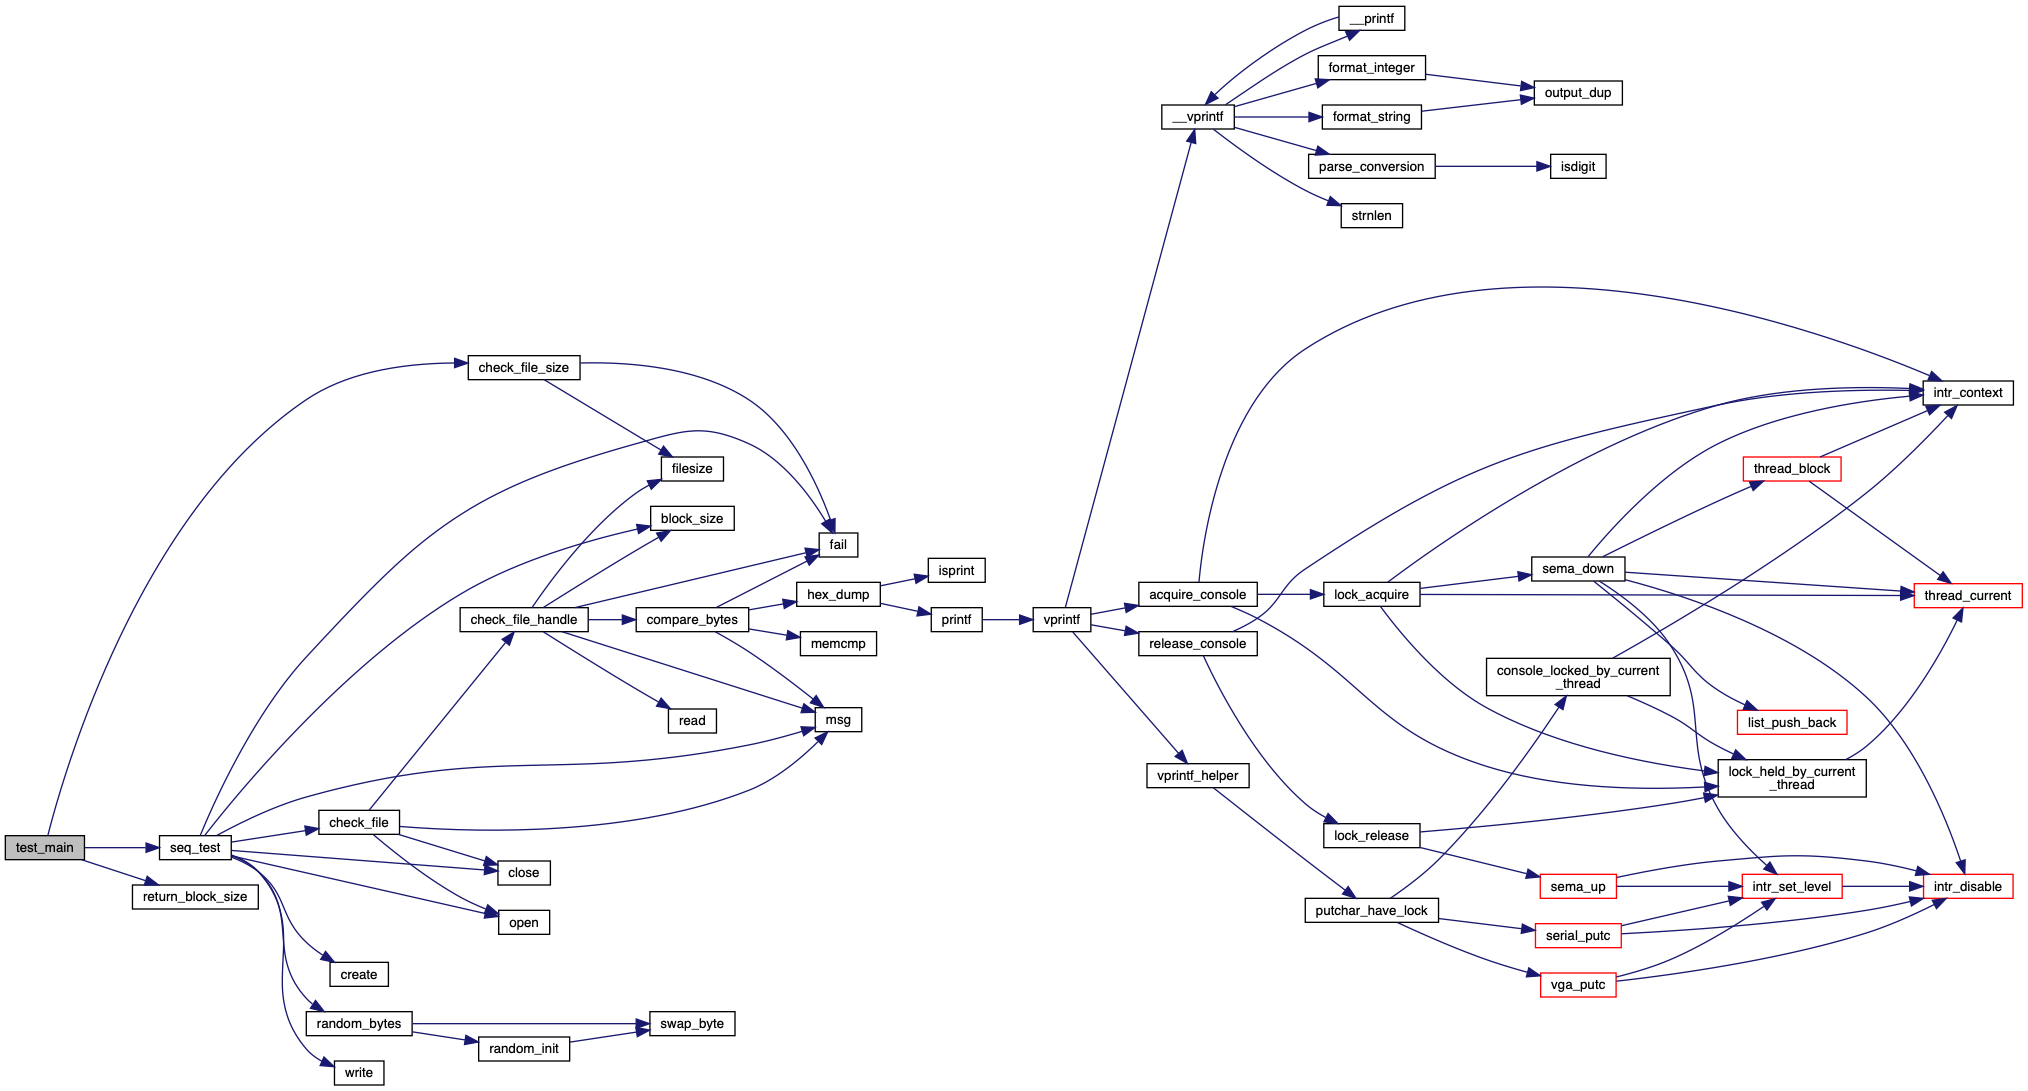 __printf
format_integer
output_dup
__vprintf
format_string
parse_conversion
isdigit
strnlen
check_file_size
intr_context
filesize
thread_block
block_size
fail
isprint
sema_down
hex_dump
acquire_console
lock_acquire
thread_current
check_file_handle
compare_bytes
printf
vprintf
memcmp
release_console
console_locked_by_current
_thread
read
msg
list_push_back
vprintf_helper
lock_held_by_current
_thread
check_file
lock_release
test_main
seq_test
close
sema_up
intr_set_level
intr_disable
return_block_size
putchar_have_lock
open
serial_putc
create
vga_putc
random_bytes
swap_byte
random_init
write